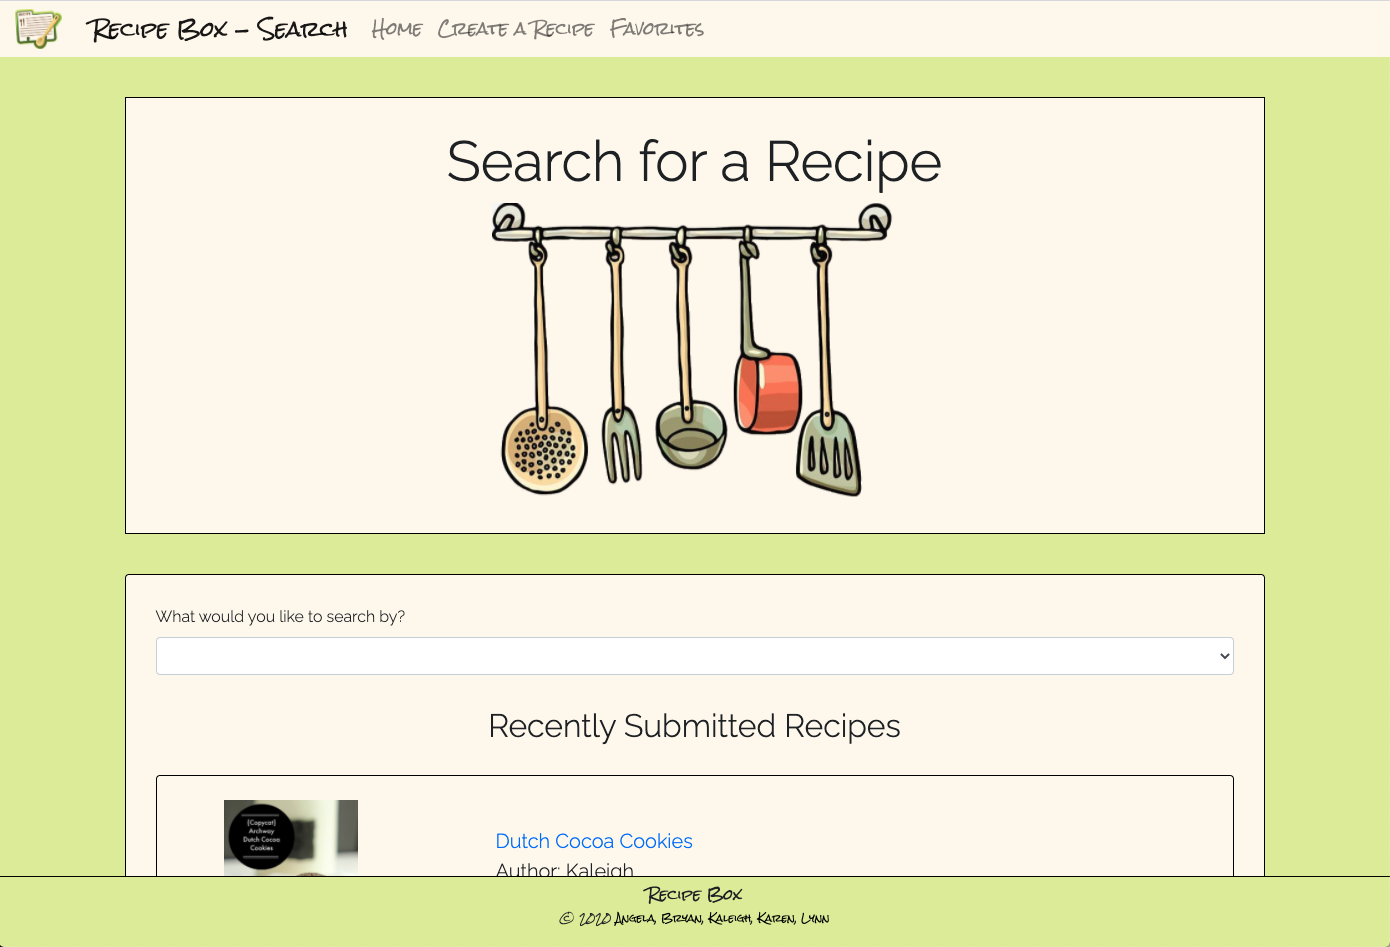 Recipe Box - Search Home Create a Recipe Favorites
Search for a Recipe
What would you like to search by?
Recently Submitted Recipes
{Copycat}
Archway
Dutch Cocoa
Cookies
Dutch Cocoa Cookies
Author: Kaleigh
Recipe Box
© 2020 Angela, Bryan, Kaleigh, Karen, Lynn